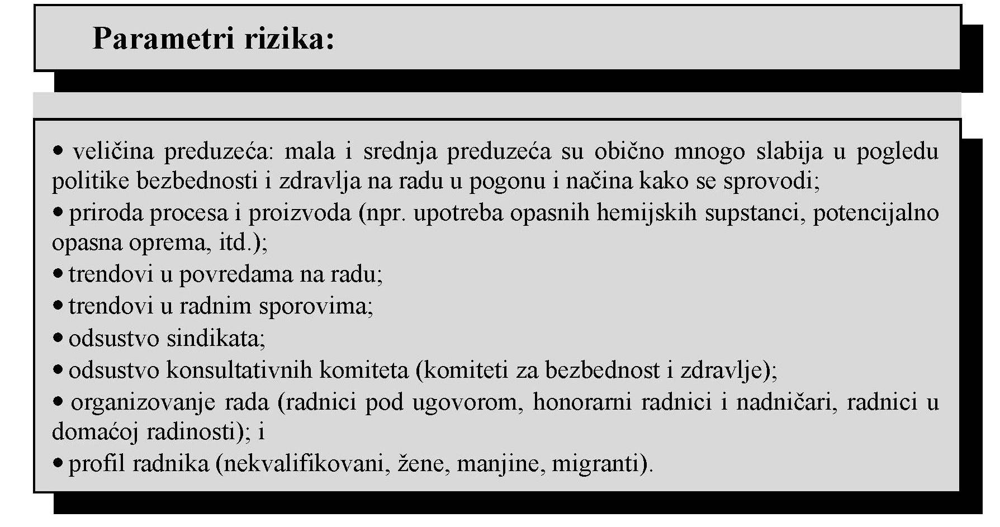 Parametri rizika:
• veličina preduzeća: mala i srednja preduzeća su obično mnogo slabija u pogledu
politike bezbednosti i zdravlja na radu u pogonu i načina kako se sprovodi;
• priroda procesa i proizvoda (npr. upotreba opasnih hemijskih supstanci, potencijalno
opasna oprema, itd.);
• trendovi u povredama na radu;
• trendovi u radnim sporovima;
• odsustvo sindikata;
• odsustvo konsultativnih komiteta (komiteti za bezbednost i zdravlje);
• organizovanje rada (radnici pod ugovorom, honorarni radnici i nadničari, radnici u
domaćoj radinosti); i
• profil radnika (nekvalifikovani, žene, manjine, migranti).